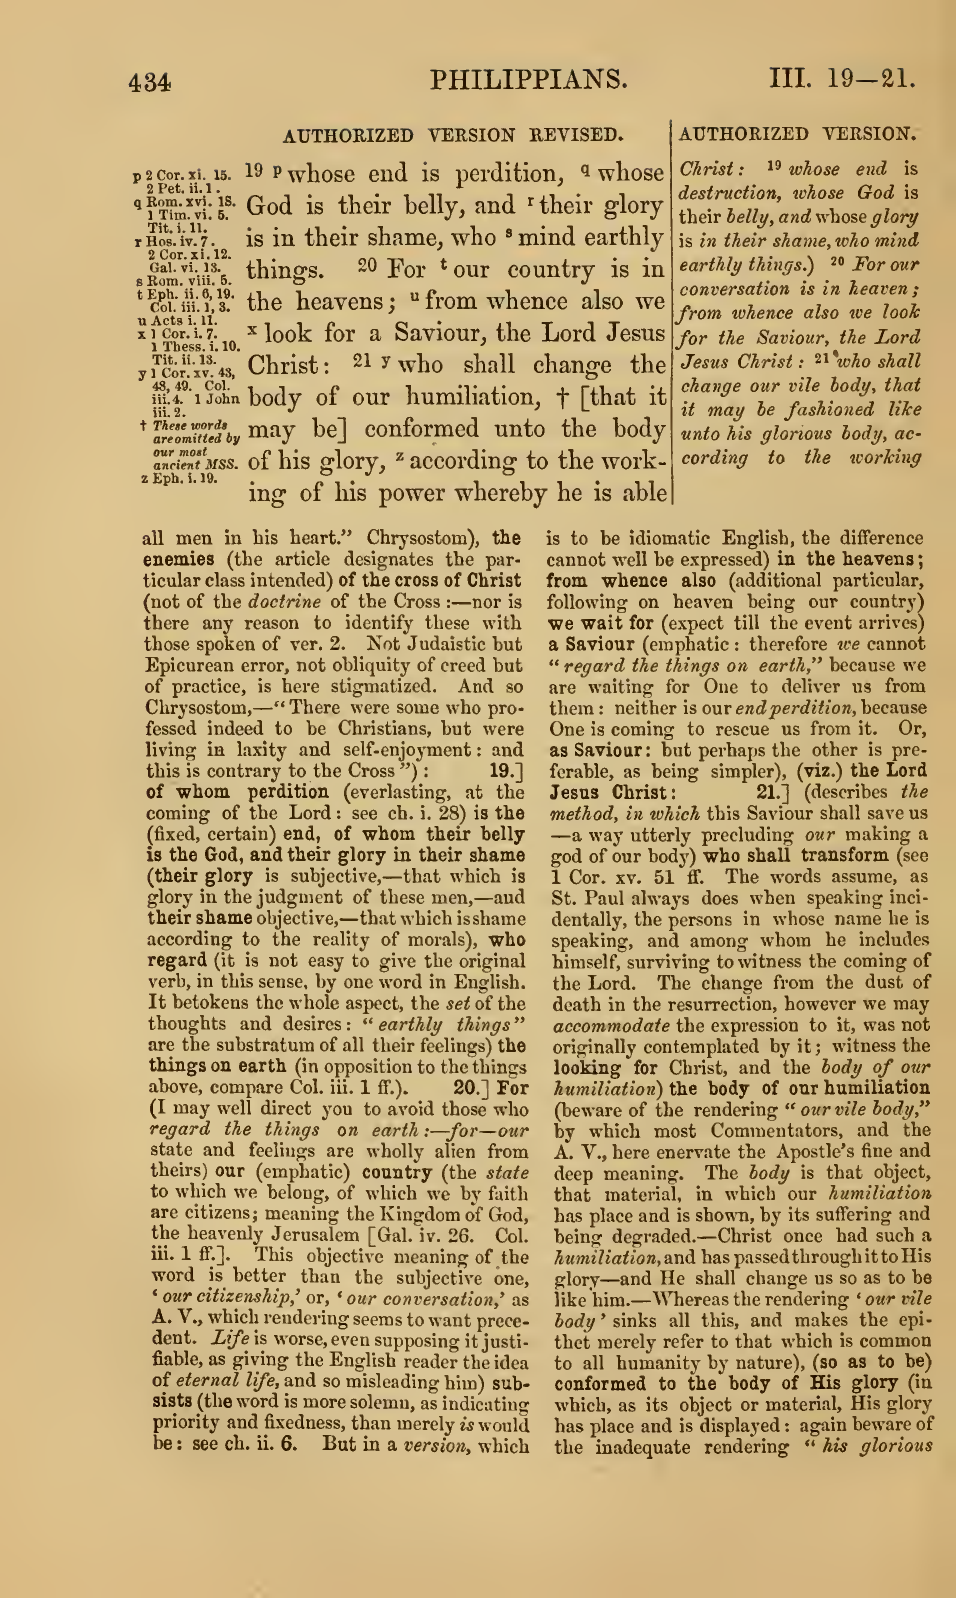 434 PHILIPPIANS. III. 19—21.
AUTHORIZED VERSION REVISED.
p 2 Cor. xi. 15.
2 Pet. ii. 1.
q Rom. xvi. 18.
1 Tim. vi. 5.
Tit. i. 11.
r Hos. iv. 7.
2 Cor. xi. 12.
Gal. vi. 13.
s Rom. viii. 5.
t Eph. ii. 6, 19.
Col. iii. 1, 3.
u Acts i. 11.
x 1 Cor. i. 7.
1 Thess. i. 10.
Tit. ii. 13.
y 1 Cor. xv. 43,
48, 49. Col.
iii. 4. 1 John
iii. 2.
† These words
are omitted by
our most
ancient MSS.
z Eph. i. 19.
19 p whose end is perdition, q whose
God is their belly, and r their glory
is in their shame, who s mind earthly
things. 20 For t our country is in
the heavens; u from whence also we
x look for a Saviour, the Lord Jesus
Christ: 21 y who shall change the
body of our humiliation, † [that it
may be] conformed unto the body
of his glory, z according to the work-
ing of his power whereby he is able
AUTHORIZED VERSION.
Christ: 19 whose end is
destruction, whose God is
their belly, and whose glory
is in their shame, who mind
earthly things.) 20 For our
conversation is in heaven;
from whence also we look
for the Saviour, the Lord
Jesus Christ: 21 who shall
change our vile body, that
it may be fashioned like
unto his glorious body, ac-
cording to the working
all men in his heart.” Chrysostom), the
enemies (the article designates the par-
ticular class intended) of the cross of Christ
(not of the doctrine of the Cross :—nor is
there any reason to identify these with
those spoken of ver. 2. Not Judaistic but
Epicurean error, not obliquity of creed but
of practice, is here stigmatized. And so
Chrysostom,—“There were some who pro-
fessed indeed to be Christians, but were
living in laxity and self-enjoyment: and
this is contrary to the Cross”): 19.]
of whom perdition (everlasting, at the
coming of the Lord: see ch. i. 28) is the
(fixed, certain) end, of whom their belly
is the God, and their glory in their shame
(their glory is subjective,—that which is
glory in the judgment of these men,—and
their shame objective,—that which is shame
according to the reality of morals), who
regard (it is not easy to give the original
verb, in this sense, by one word in English.
It betokens the whole aspect, the set of the
thoughts and desires: “earthly things”
are the substratum of all their feelings) the
things on earth (in opposition to the things
above, compare Col. iii. 1 ff.). 20.] For
(I may well direct you to avoid those who
regard the things on earth:—for—our
state and feelings are wholly alien from
theirs) our (emphatic) country (the state
to which we belong, of which we by faith
are citizens; meaning the Kingdom of God,
the heavenly Jerusalem [Gal. iv. 26. Col.
iii. 1 ff.]. This objective meaning of the
word is better than the subjective one,
‘our citizenship,’ or, ‘our conversation,’ as
A. V., which rendering seems to want prece-
dent. Life is worse, even supposing it justi-
fiable, as giving the English reader the idea
of eternal life, and so misleading him) sub-
sists (the word is more solemn, as indicating
priority and fixedness, than merely is would
be: see ch. ii. 6. But in a version, which
is to be idiomatic English, the difference
cannot well be expressed) in the heavens;
from whence also (additional particular,
following on heaven being our country)
we wait for (expect till the event arrives)
a Saviour (emphatic: therefore we cannot
“regard the things on earth,” because we
are waiting for One to deliver us from
them: neither is our end perdition, because
One is coming to rescue us from it. Or,
as Saviour: but perhaps the other is pre-
ferable, as being simpler), (viz.) the Lord
Jesus Christ: 21.] (describes the
method, in which this Saviour shall save us
—a way utterly precluding our making a
god of our body) who shall transform (see
1 Cor. xv. 51 ff. The words assume, as
St. Paul always does when speaking inci-
dentally, the persons in whose name he is
speaking, and among whom he includes
himself, surviving to witness the coming of
the Lord. The change from the dust of
death in the resurrection, however we may
accommodate the expression to it, was not
originally contemplated by it; witness the
looking for Christ, and the body of our
humiliation) the body of our humiliation
(beware of the rendering “our vile body,”
by which most Commentators, and the
A. V., here enervate the Apostle’s fine and
deep meaning. The body is that object,
that material, in which our humiliation
has place and is shown, by its suffering and
being degraded.—Christ once had such a
humiliation, and has passed through it to His
glory—and He shall change us so as to be
like him.—Whereas the rendering ‘our vile
body’ sinks all this, and makes the epi-
thet merely refer to that which is common
to all humanity by nature), (so as to be)
conformed to the body of His glory (in
which, as its object or material, His glory
has place and is displayed: again beware of
the inadequate rendering “his glorious